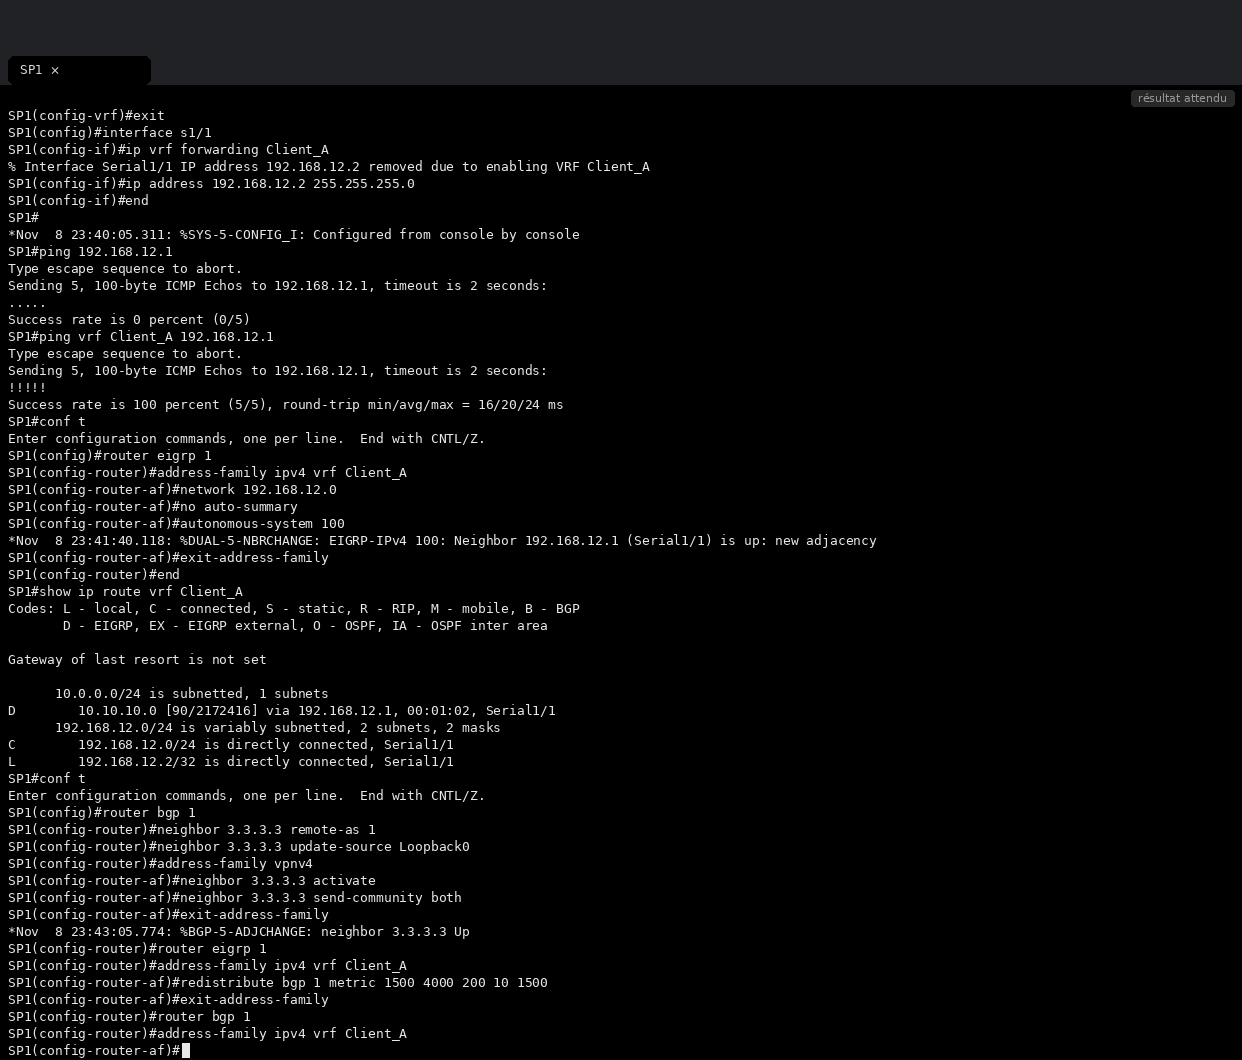 SP1 ×
résultat attendu
SP1(config-vrf)#exit
SP1(config)#interface s1/1
SP1(config-if)#ip vrf forwarding Client_A
% Interface Serial1/1 IP address 192.168.12.2 removed due to enabling VRF Client_A
SP1(config-if)#ip address 192.168.12.2 255.255.255.0
SP1(config-if)#end
SP1#
*Nov  8 23:40:05.311: %SYS-5-CONFIG_I: Configured from console by console
SP1#ping 192.168.12.1
Type escape sequence to abort.
Sending 5, 100-byte ICMP Echos to 192.168.12.1, timeout is 2 seconds:
.....
Success rate is 0 percent (0/5)
SP1#ping vrf Client_A 192.168.12.1
Type escape sequence to abort.
Sending 5, 100-byte ICMP Echos to 192.168.12.1, timeout is 2 seconds:
!!!!!
Success rate is 100 percent (5/5), round-trip min/avg/max = 16/20/24 ms
SP1#conf t
Enter configuration commands, one per line.  End with CNTL/Z.
SP1(config)#router eigrp 1
SP1(config-router)#address-family ipv4 vrf Client_A
SP1(config-router-af)#network 192.168.12.0
SP1(config-router-af)#no auto-summary
SP1(config-router-af)#autonomous-system 100
*Nov  8 23:41:40.118: %DUAL-5-NBRCHANGE: EIGRP-IPv4 100: Neighbor 192.168.12.1 (Serial1/1) is up: new adjacency
SP1(config-router-af)#exit-address-family
SP1(config-router)#end
SP1#show ip route vrf Client_A
Codes: L - local, C - connected, S - static, R - RIP, M - mobile, B - BGP
       D - EIGRP, EX - EIGRP external, O - OSPF, IA - OSPF inter area
Gateway of last resort is not set
      10.0.0.0/24 is subnetted, 1 subnets
D        10.10.10.0 [90/2172416] via 192.168.12.1, 00:01:02, Serial1/1
      192.168.12.0/24 is variably subnetted, 2 subnets, 2 masks
C        192.168.12.0/24 is directly connected, Serial1/1
L        192.168.12.2/32 is directly connected, Serial1/1
SP1#conf t
Enter configuration commands, one per line.  End with CNTL/Z.
SP1(config)#router bgp 1
SP1(config-router)#neighbor 3.3.3.3 remote-as 1
SP1(config-router)#neighbor 3.3.3.3 update-source Loopback0
SP1(config-router)#address-family vpnv4
SP1(config-router-af)#neighbor 3.3.3.3 activate
SP1(config-router-af)#neighbor 3.3.3.3 send-community both
SP1(config-router-af)#exit-address-family
*Nov  8 23:43:05.774: %BGP-5-ADJCHANGE: neighbor 3.3.3.3 Up
SP1(config-router)#router eigrp 1
SP1(config-router)#address-family ipv4 vrf Client_A
SP1(config-router-af)#redistribute bgp 1 metric 1500 4000 200 10 1500
SP1(config-router-af)#exit-address-family
SP1(config-router)#router bgp 1
SP1(config-router)#address-family ipv4 vrf Client_A
SP1(config-router-af)#